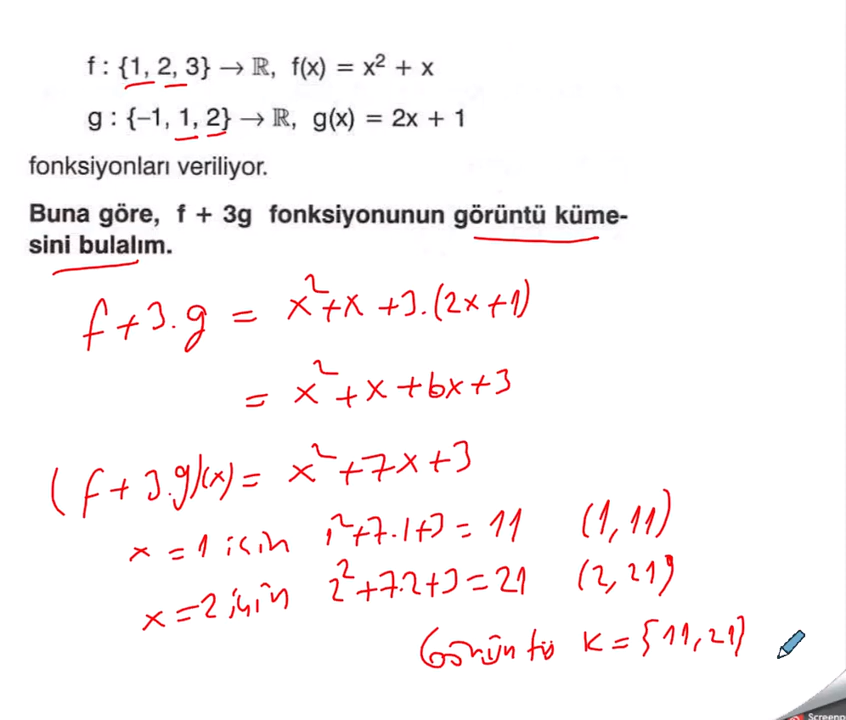 f : {1, 2, 3} → ℝ, f(x) = x² + x
g : {−1, 1, 2} → ℝ, g(x) = 2x + 1
fonksiyonları veriliyor.
Buna göre, f + 3g fonksiyonunun görüntü küme-
sini bulalım.
f+3.g = x²+x+3.(2x+1)
= x²+x+6x+3
(f+3.g)(x)= x²+7x+3
x=1 için 1²+7.1+3=11 (1,11)
x=2 için 2²+7.2+3=21 (2,21)
Görüntü K={11,21}